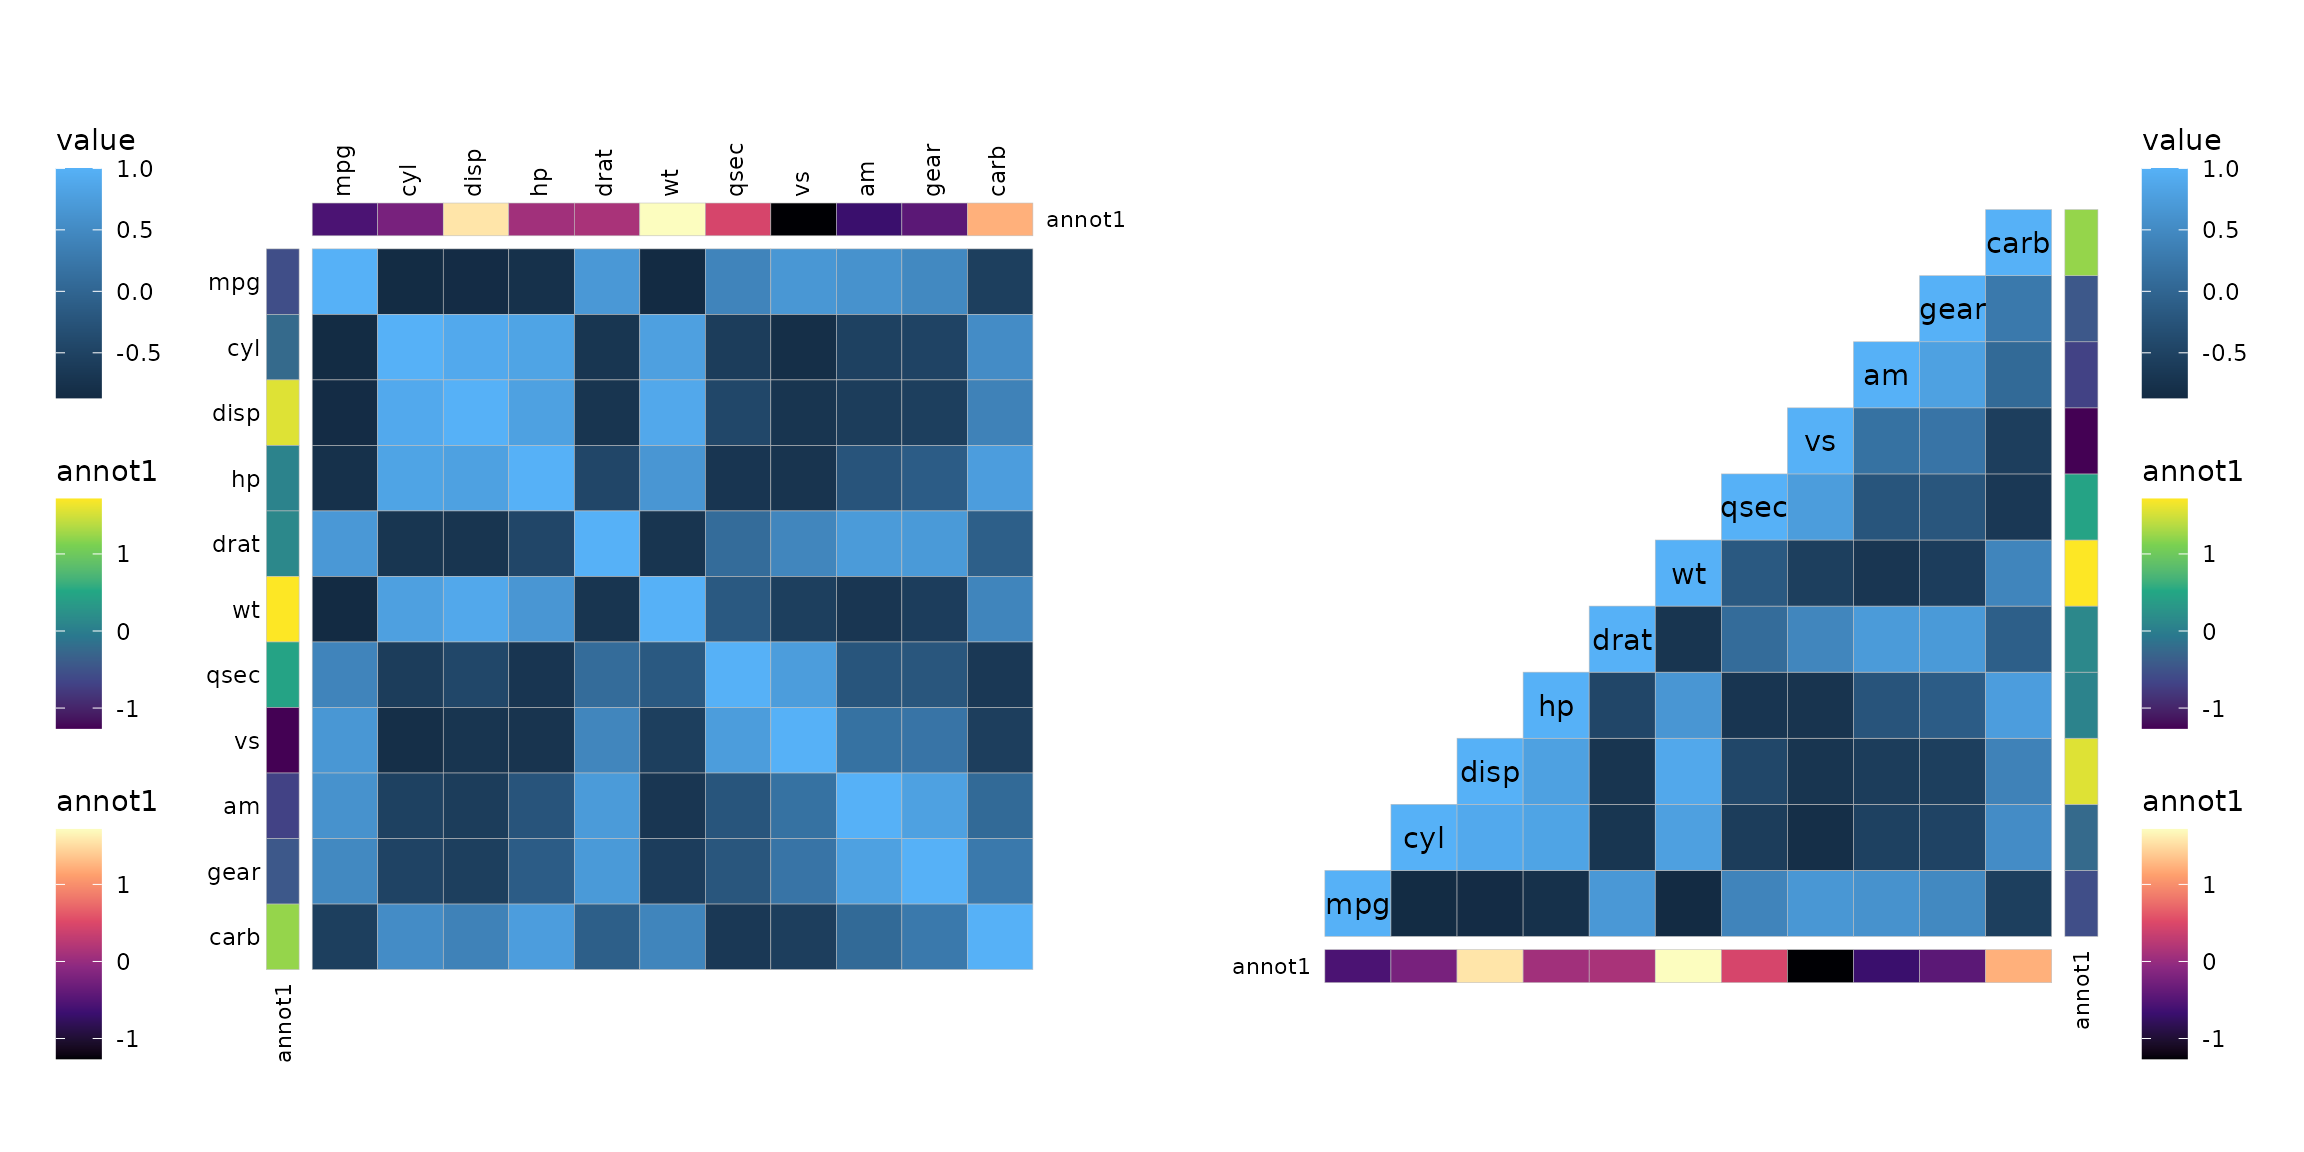 value
1.0
0.5
0.0
-0.5
annot1
1
0
-1
annot1
1
0
-1
mpg cyl disp hp drat wt qsec vs am gear carb
annot1
mpg
cyl
disp
hp
drat
wt
qsec
vs
am
gear
carb
annot1
carb
gear
am
vs
qsec
wt
drat
hp
disp
cyl
mpg
annot1
annot1
value
1.0
0.5
0.0
-0.5
annot1
1
0
-1
annot1
1
0
-1